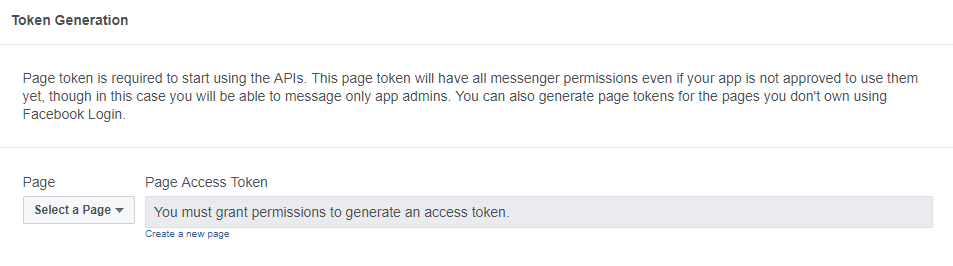 Token Generation
Page token is required to start using the APIs. This page token will have all messenger permissions even if your app is not approved to use them
yet, though in this case you will be able to message only app admins. You can also generate page tokens for the pages you don't own using
Facebook Login.
Page
Page Access Token
Select a Page
You must grant permissions to generate an access token.
Create a new page